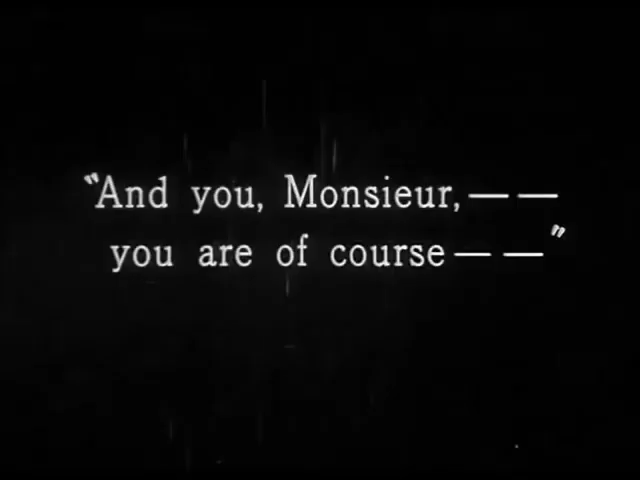 "And you, Monsieur,— —
you are of course— —"